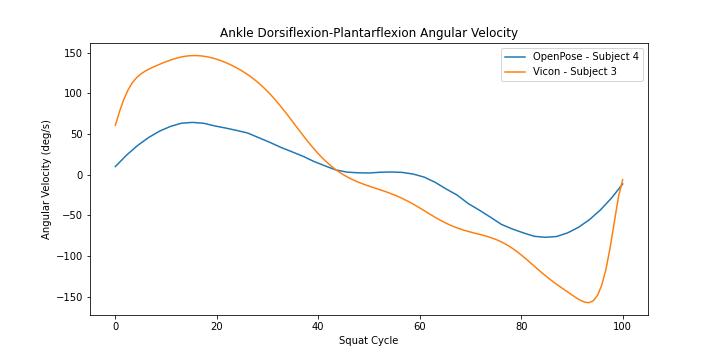 Ankle Dorsiflexion-Plantarflexion Angular Velocity
OpenPose - Subject 4
Vicon - Subject 3
Angular Velocity (deg/s)
150
100
50
0
−50
−100
−150
0 20 40 60 80 100
Squat Cycle